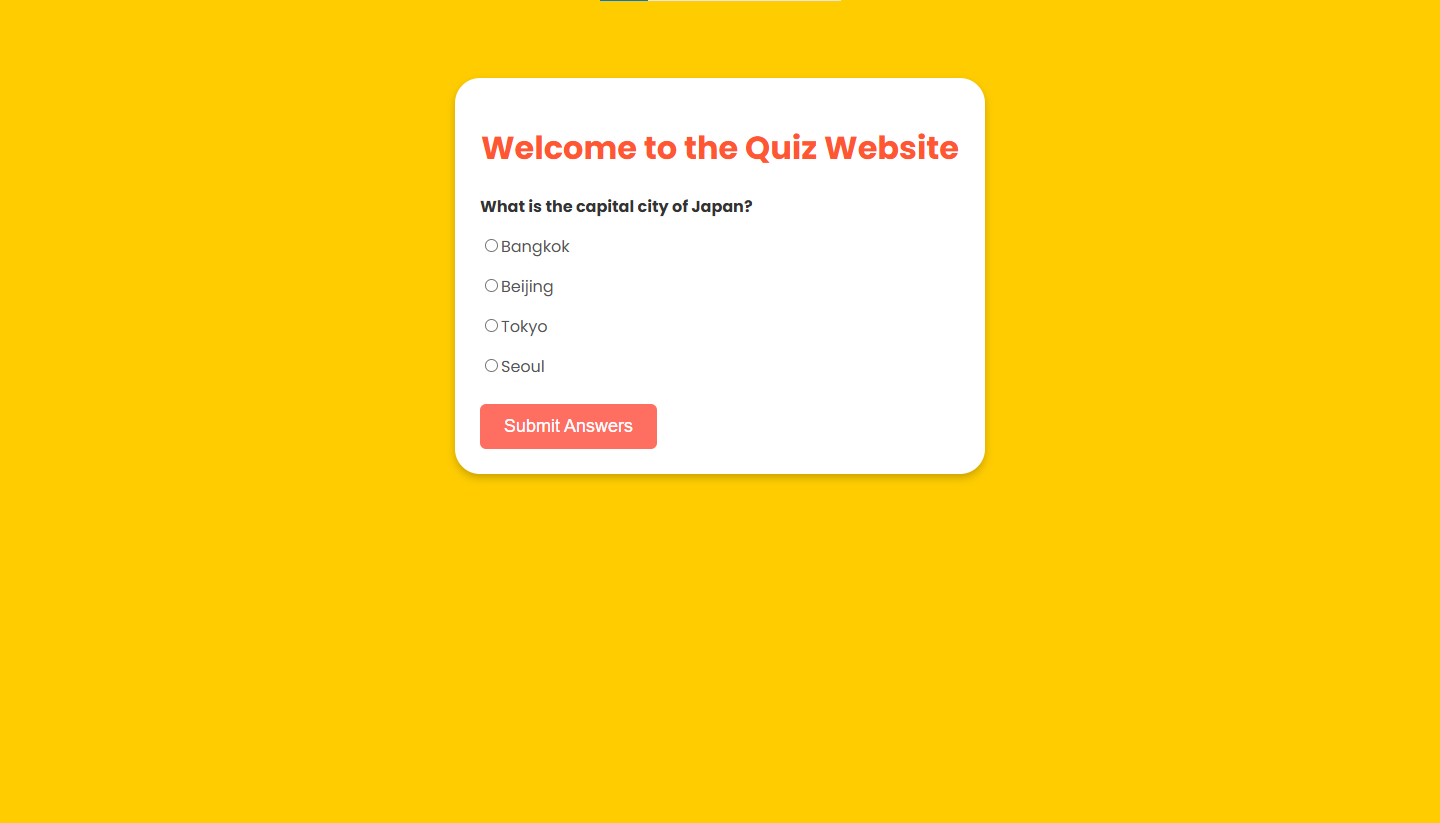 Welcome to the Quiz Website
What is the capital city of Japan?
Bangkok
Beijing
Tokyo
Seoul
Submit Answers